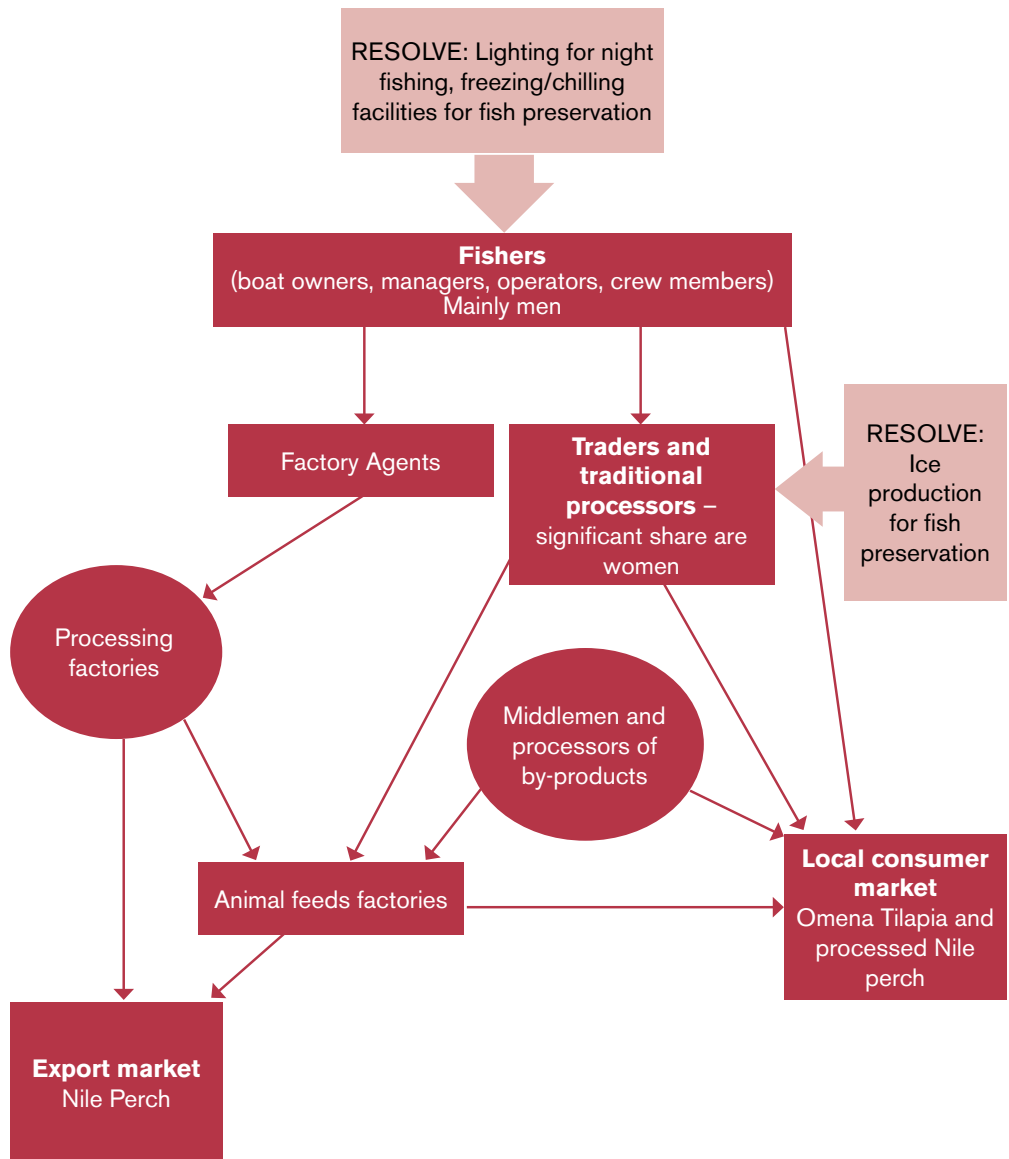 RESOLVE: Lighting for night
fishing, freezing/chilling
facilities for fish preservation
Fishers
(boat owners, managers, operators, crew members)
Mainly men
Factory Agents
Traders and
traditional
processors –
significant share are
women
RESOLVE:
Ice
production
for fish
preservation
Processing
factories
Middlemen and
processors of
by-products
Animal feeds factories
Local consumer
market
Omena Tilapia and
processed Nile
perch
Export market
Nile Perch